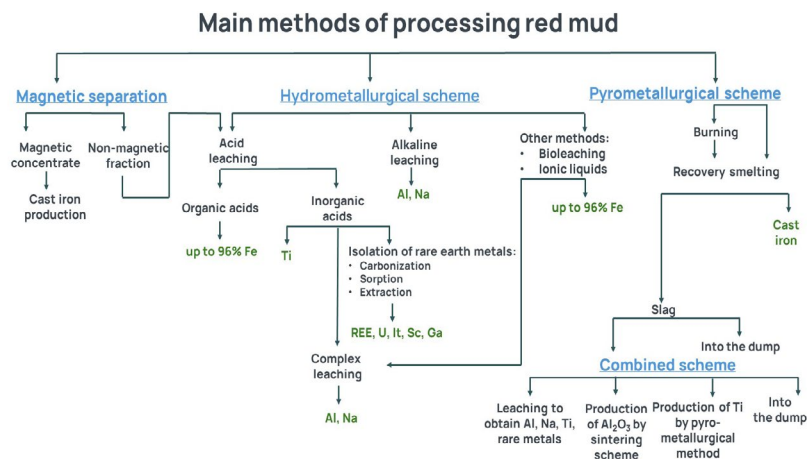 Main methods of processing red mud
Magnetic separation
Hydrometallurgical scheme
Pyrometallurgical scheme
Magnetic
concentrate
Non-magnetic
fraction
Cast iron
production
Acid
leaching
Alkaline
leaching
Al, Na
Other methods:
• Bioleaching
• Ionic liquids
up to 96% Fe
Burning
Recovery smelting
Organic acids
up to 96% Fe
Inorganic
acids
Ti
Isolation of rare earth metals:
• Carbonization
• Sorption
• Extraction
REE, U, It, Sc, Ga
Complex
leaching
Al, Na
Cast
iron
Slag
Into the dump
Combined scheme
Leaching to
obtain Al, Na, Ti,
rare metals
Production
of Al₂O₃ by
sintering
scheme
Production of Ti
by pyro-
metallurgical
method
Into
the dump